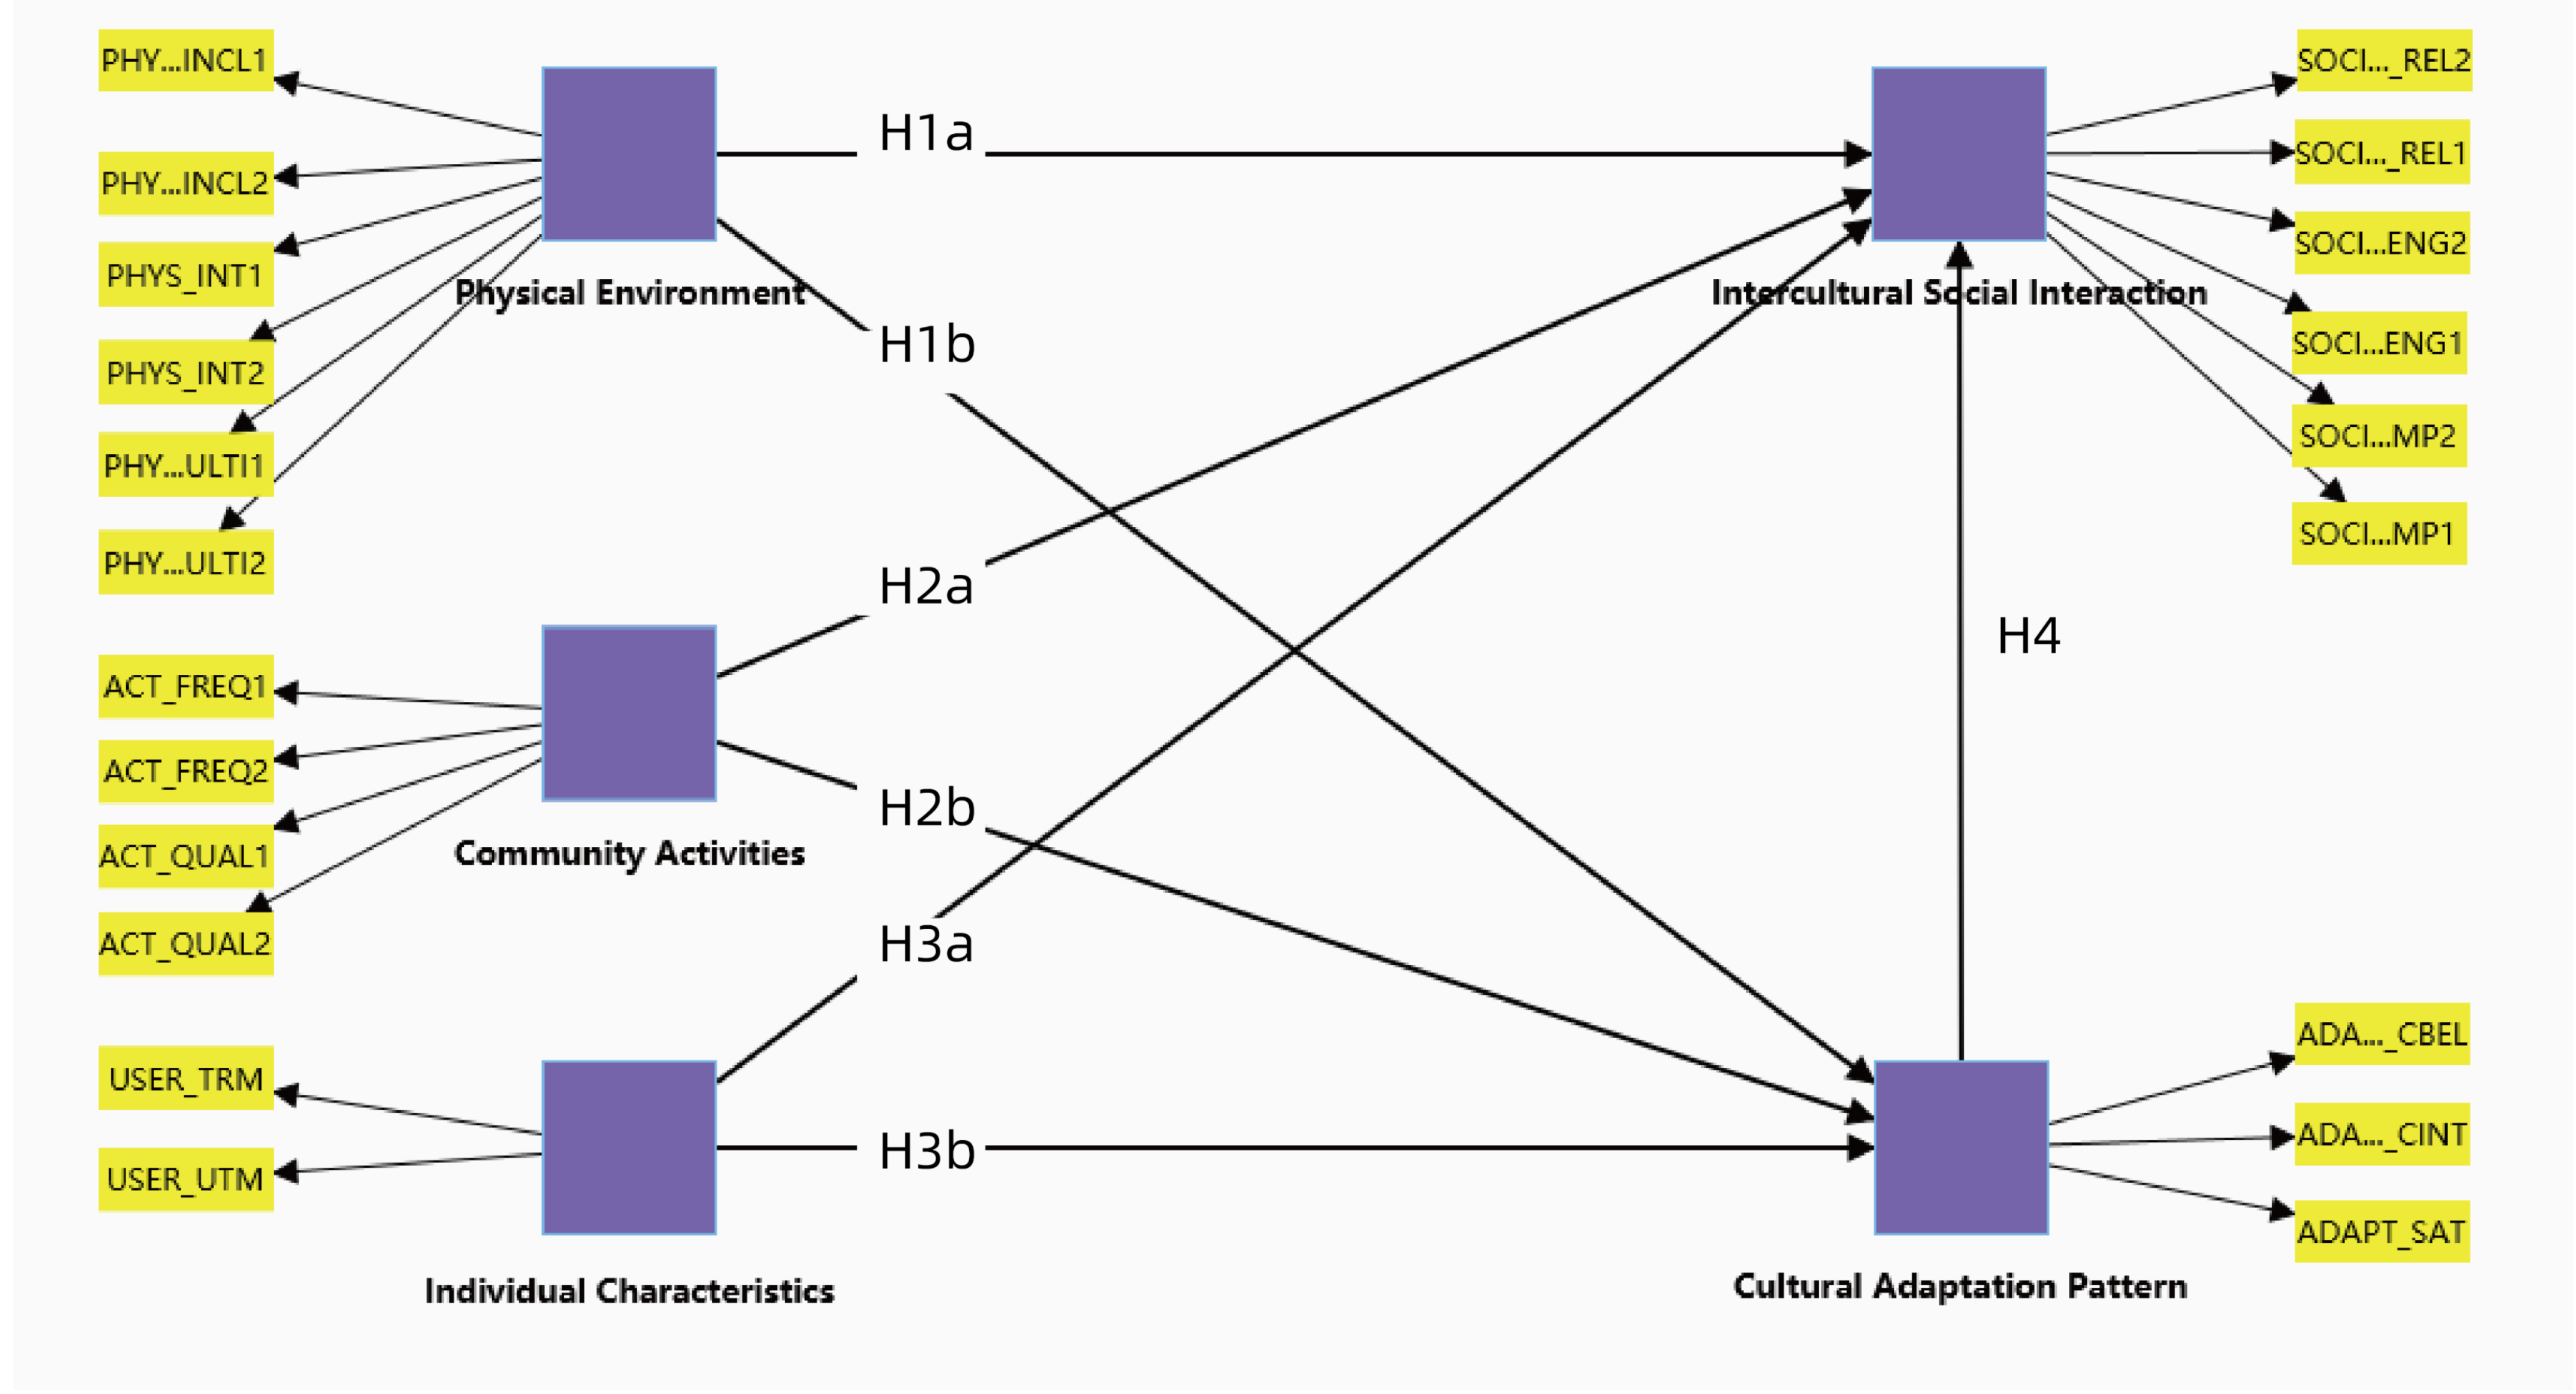 PHY...INCL1
PHY...INCL2
PHYS_INT1
PHYS_INT2
PHY...ULTI1
PHY...ULTI2
Physical Environment
ACT_FREQ1
ACT_FREQ2
ACT_QUAL1
ACT_QUAL2
Community Activities
USER_TRM
USER_UTM
Individual Characteristics
H1a
H1b
H2a
H2b
H3a
H3b
H4
Intercultural Social Interaction
SOCI..._REL2
SOCI..._REL1
SOCI...ENG2
SOCI...ENG1
SOCI...MP2
SOCI...MP1
Cultural Adaptation Pattern
ADA..._CBEL
ADA..._CINT
ADAPT_SAT